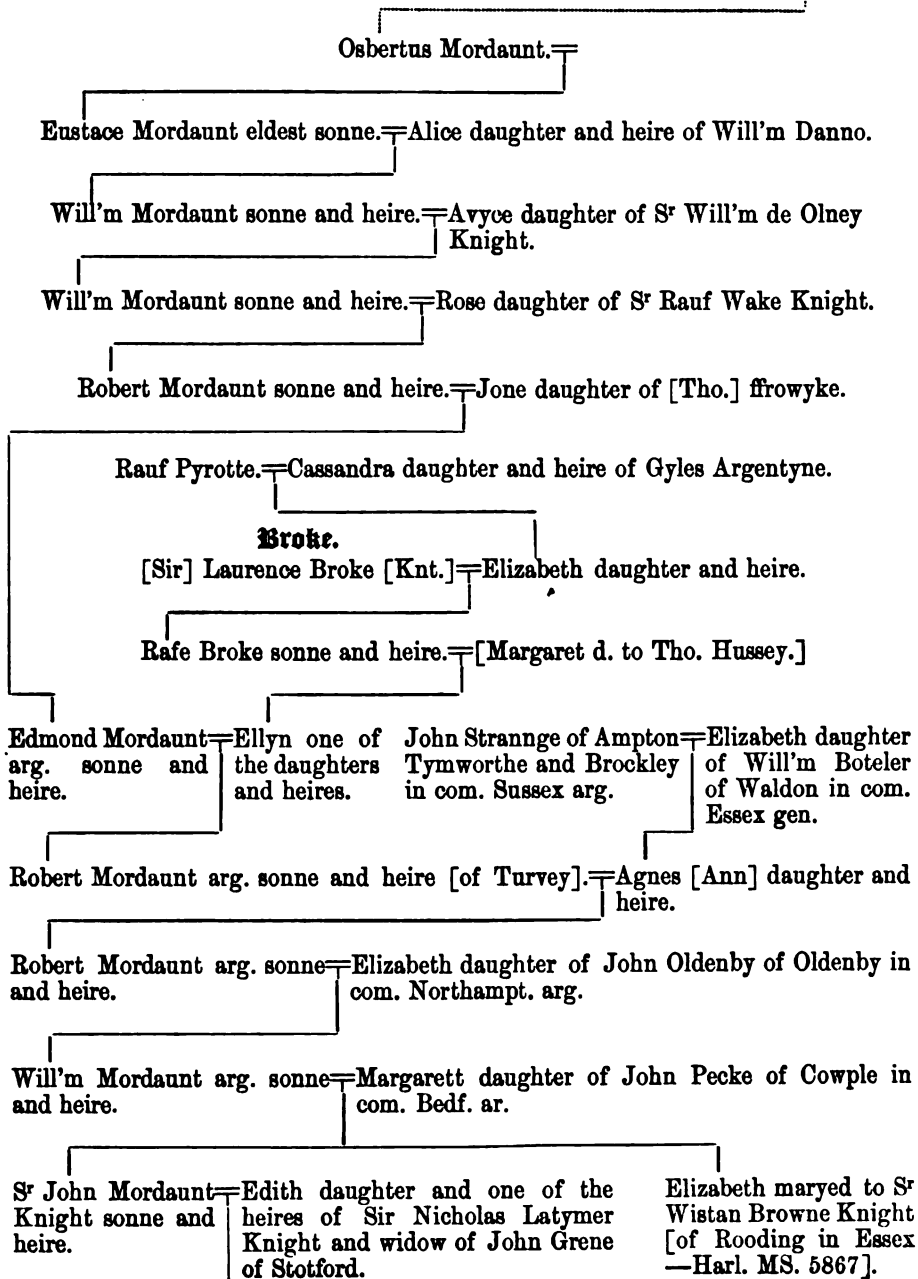 Osbertus Mordaunt.
Eustace Mordaunt eldest sonne.=Alice daughter and heire of Will'm Danno.
Will'm Mordaunt sonne and heire.=Avyce daughter of Sr Will'm de Olney
Knight.
Will'm Mordaunt sonne and heire.=Rose daughter of Sr Rauf Wake Knight.
Robert Mordaunt sonne and heire.=Jone daughter of [Tho.] ffrowyke.
Rauf Pyrotte.=Cassandra daughter and heire of Gyles Argentyne.
Broke.
[Sir] Laurence Broke [Knt.]=Elizabeth daughter and heire.
Rafe Broke sonne and heire.=[Margaret d. to Tho. Hussey.]
Edmond Mordaunt
arg. sonne and
heire.
Ellyn one of
the daughters
and heires.
John Strannge of Ampton
Tymworthe and Brockley
in com. Sussex arg.
Elizabeth daughter
of Will'm Boteler
of Waldon in com.
Essex gen.
Robert Mordaunt arg. sonne and heire [of Turvey].=Agnes [Ann] daughter and
heire.
Robert Mordaunt arg. sonne
and heire.
Elizabeth daughter of John Oldenby of Oldenby in
com. Northampt. arg.
Will'm Mordaunt arg. sonne
and heire.
Margarett daughter of John Pecke of Cowple in
com. Bedf. ar.
Sr John Mordaunt
Knight sonne and
heire.
Edith daughter and one of the
heires of Sir Nicholas Latymer
Knight and widow of John Grene
of Stotford.
Elizabeth maryed to Sr
Wistan Browne Knight
[of Rooding in Essex
—Harl. MS. 5867].